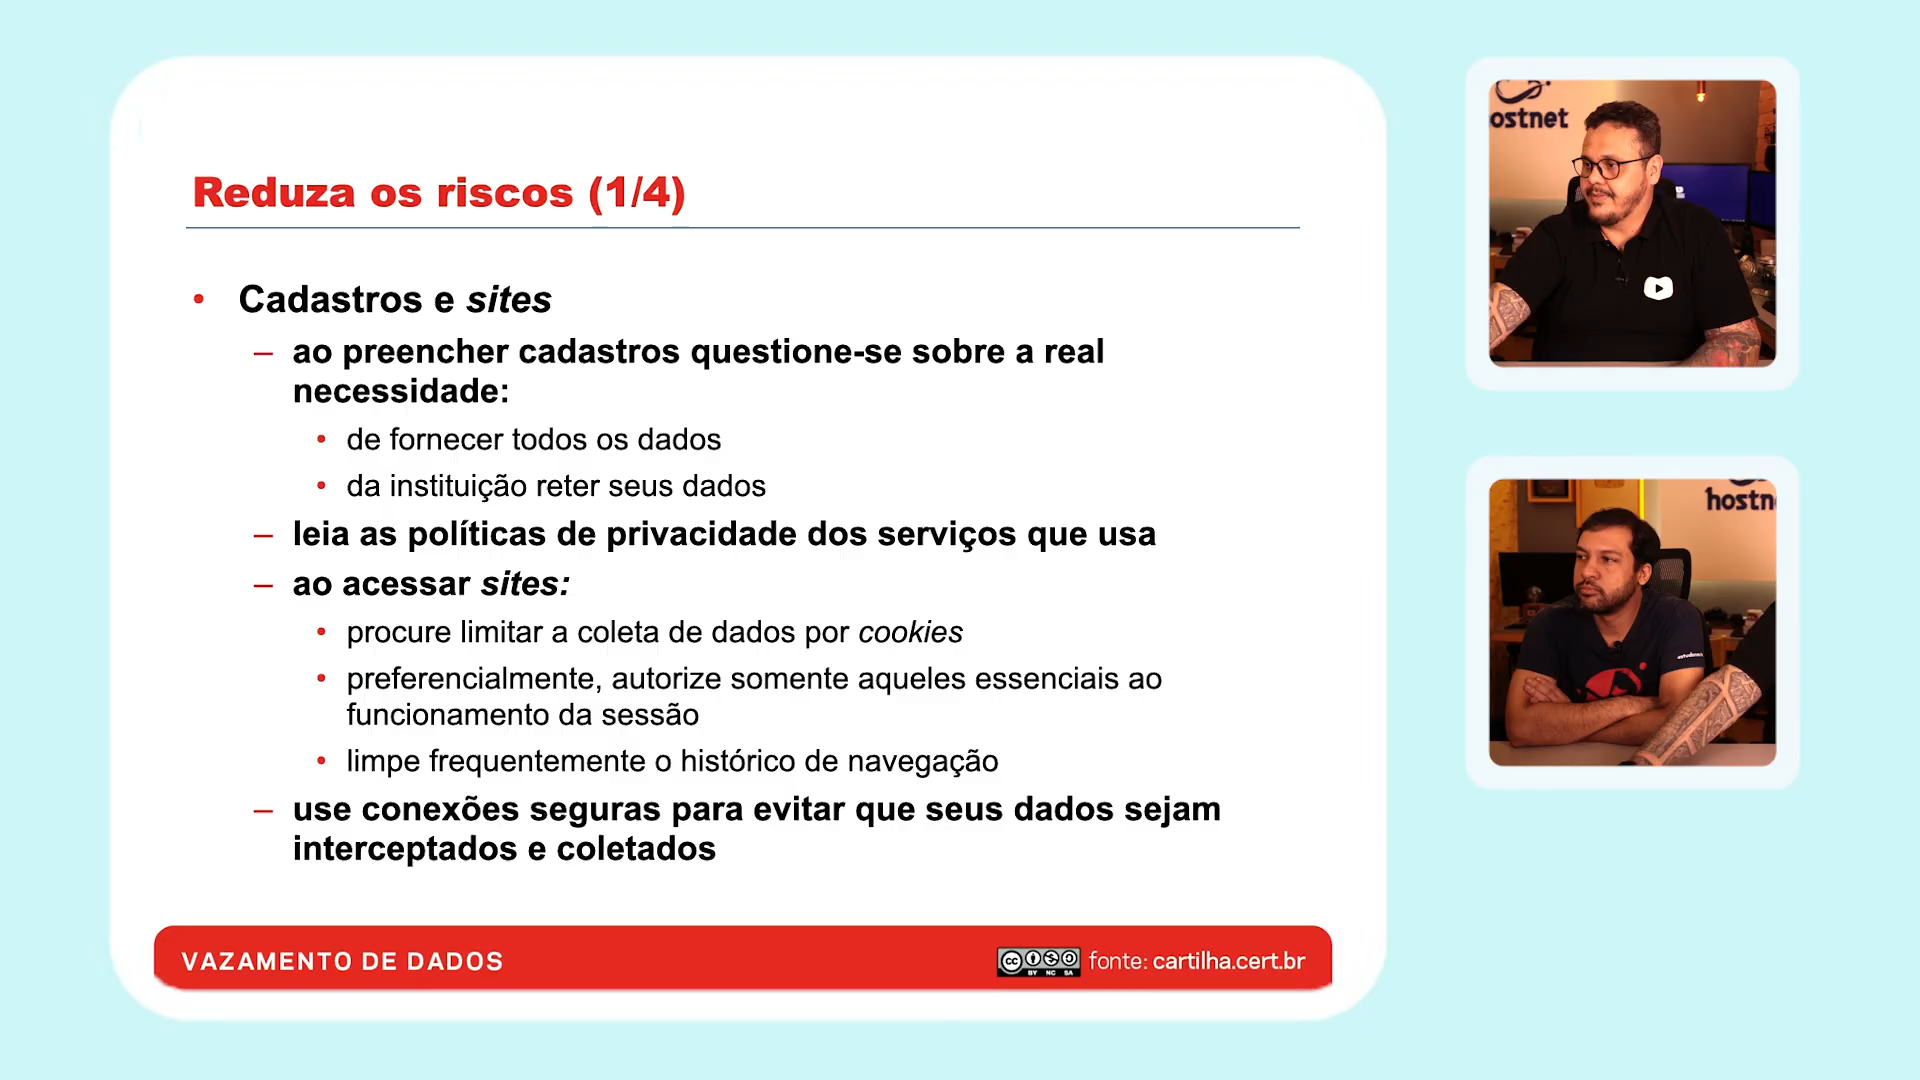 Reduza os riscos (1/4)
• Cadastros e sites
– ao preencher cadastros questione-se sobre a real
necessidade:
• de fornecer todos os dados
• da instituição reter seus dados
– leia as políticas de privacidade dos serviços que usa
– ao acessar sites:
• procure limitar a coleta de dados por cookies
• preferencialmente, autorize somente aqueles essenciais ao
funcionamento da sessão
• limpe frequentemente o histórico de navegação
– use conexões seguras para evitar que seus dados sejam
interceptados e coletados
VAZAMENTO DE DADOS
cc BY NC SA fonte: cartilha.cert.br
ostnet
hostn